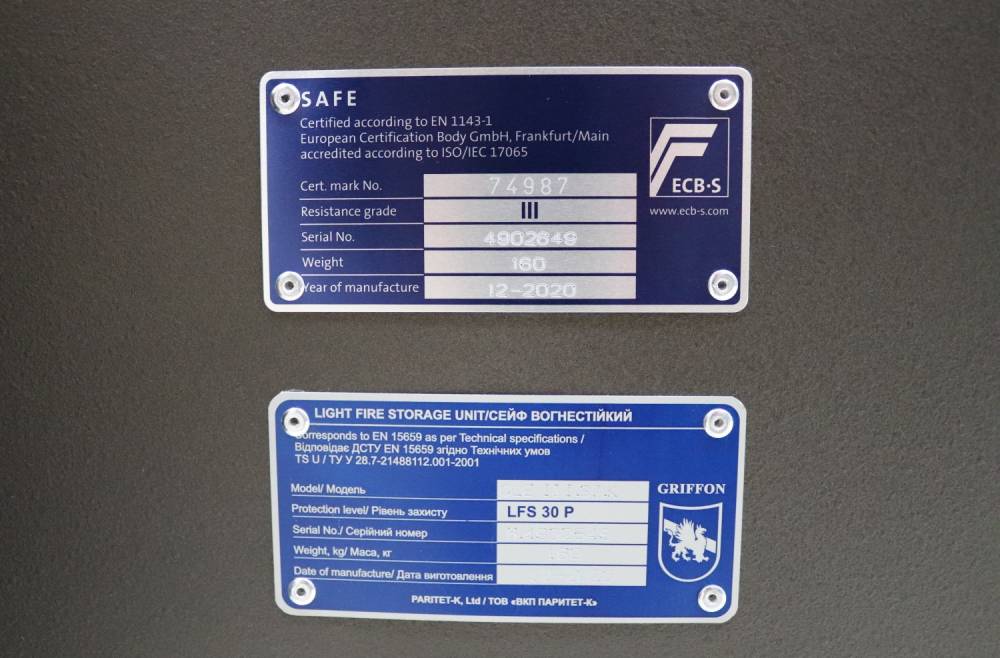 SAFE
Certified according to EN 1143-1
European Certification Body GmbH, Frankfurt/Main
accredited according to ISO/IEC 17065
Cert. mark No. 74987
Resistance grade III
Serial No. 4902649
Weight 160
Year of manufacture 12-2020
ECB·S
www.ecb-s.com
LIGHT FIRE STORAGE UNIT/СЕЙФ ВОГНЕСТІЙКИЙ
Corresponds to EN 15659 as per Technical specifications /
Відповідає ДСТУ EN 15659 згідно Технічних умов
TS U / ТУ У 28.7-21488112.001-2001
Model/ Модель
Protection level/ Рівень захисту LFS 30 P
Serial No./ Серійний номер
Weight, kg/ Маса, кг
Date of manufacture/ Дата виготовлення
GRIFFON
PARITET-K, Ltd / ТОВ «ВКП ПАРИТЕТ-К»